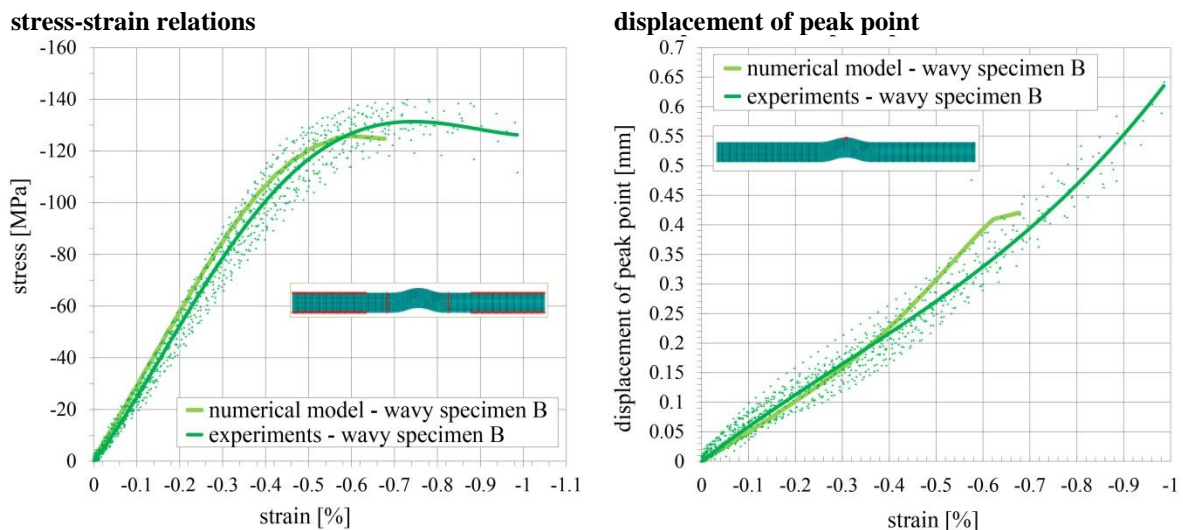 stress-strain relations
-160
-140
-120
-100
-80
-60
-40
-20
0
stress [MPa]
numerical model - wavy specimen B
experiments - wavy specimen B
0 -0.1 -0.2 -0.3 -0.4 -0.5 -0.6 -0.7 -0.8 -0.9 -1 -1.1
strain [%]
displacement of peak point
0.7
0.65
0.6
0.55
0.5
0.45
0.4
0.35
0.3
0.25
0.2
0.15
0.1
0.05
0
displacement of peak point [mm]
numerical model - wavy specimen B
experiments - wavy specimen B
0 -0.1 -0.2 -0.3 -0.4 -0.5 -0.6 -0.7 -0.8 -0.9 -1
strain [%]